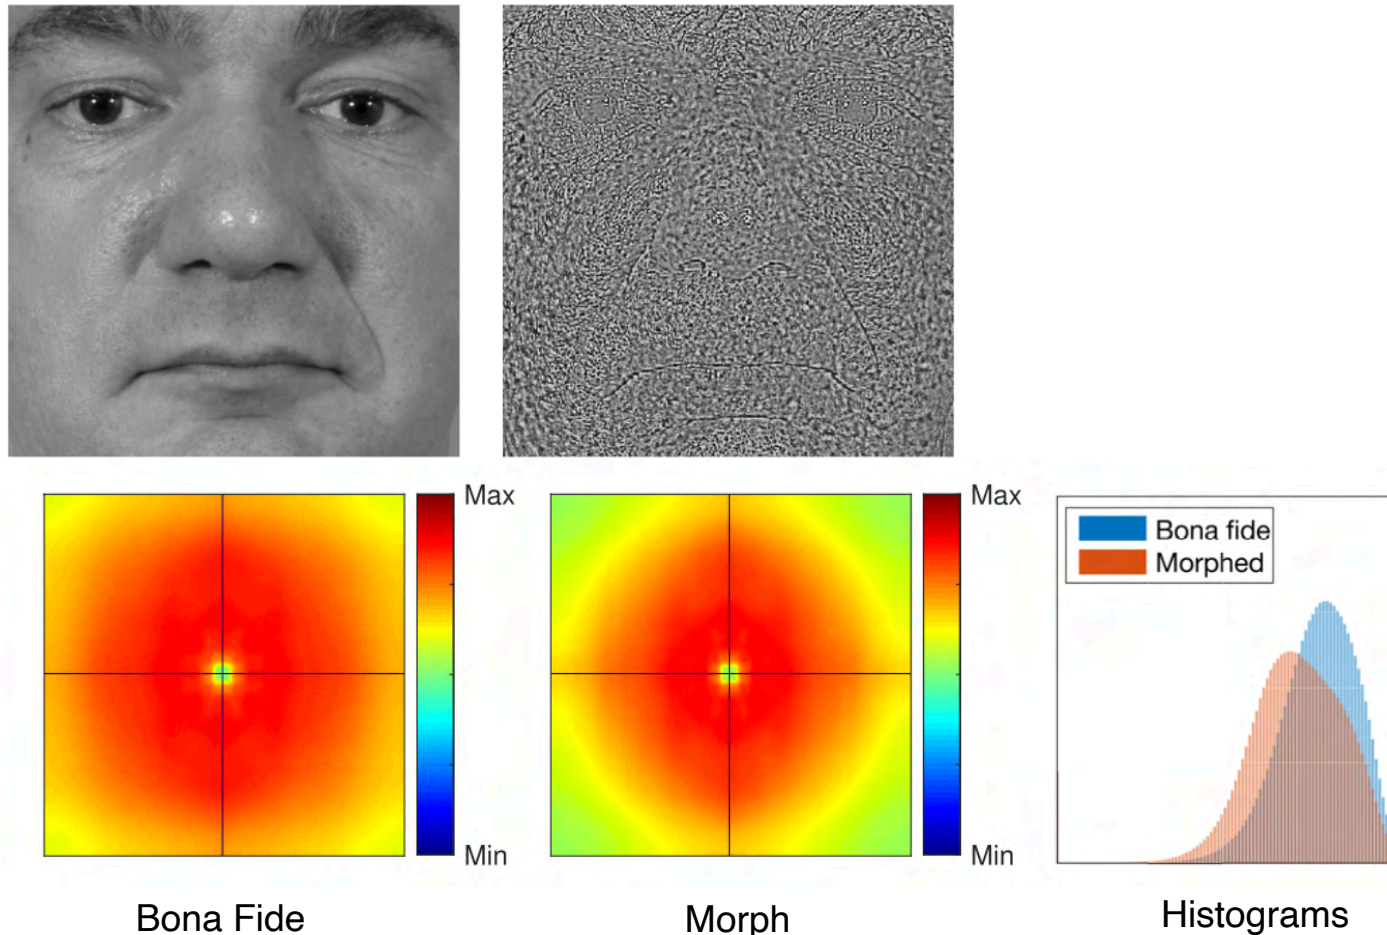 Max
Min
Max
Min
Bona fide
Morphed
Bona Fide
Morph
Histograms